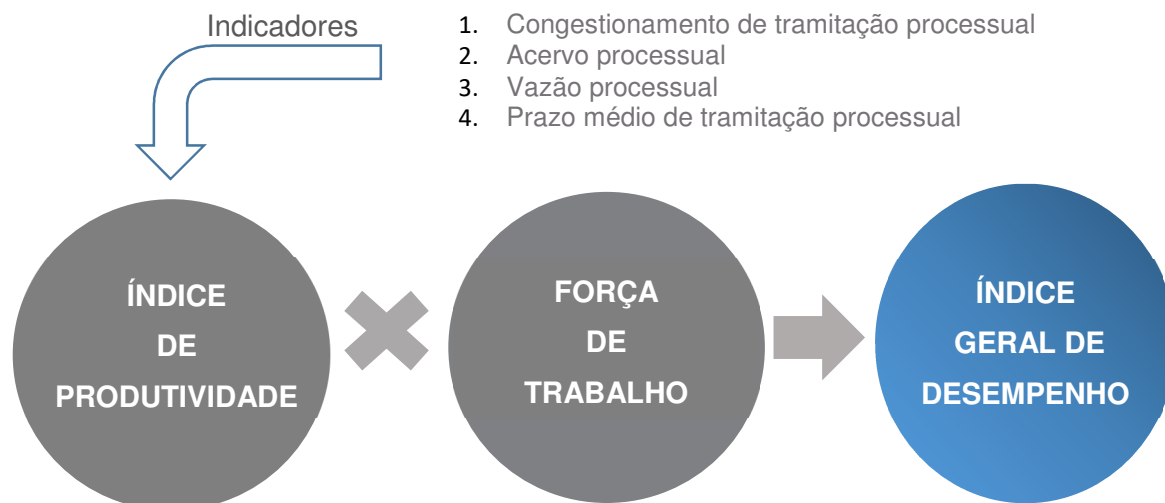 Indicadores
1. Congestionamento de tramitação processual
2. Acervo processual
3. Vazão processual
4. Prazo médio de tramitação processual
ÍNDICE
DE
PRODUTIVIDADE
FORÇA
DE
TRABALHO
ÍNDICE
GERAL DE
DESEMPENHO